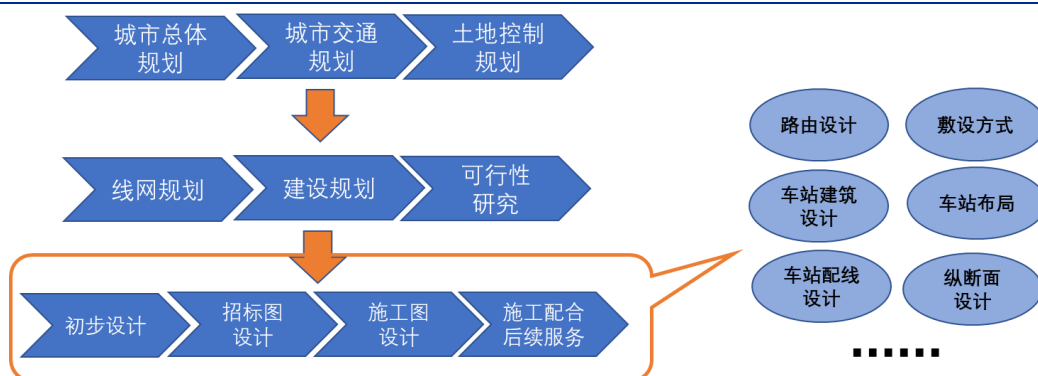 城市总体
规划
城市交通
规划
土地控制
规划
线网规划
建设规划
可行性
研究
初步设计
招标图
设计
施工图
设计
施工配合
后续服务
路由设计
敷设方式
车站建筑
设计
车站布局
车站配线
设计
纵断面
设计
……